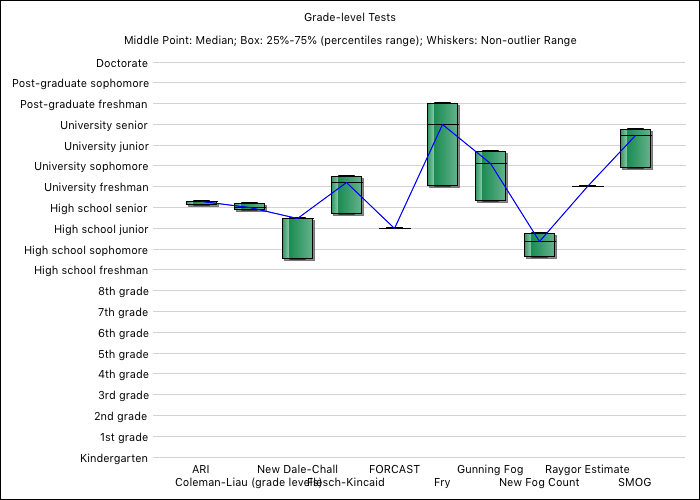 Grade-level Tests
Middle Point: Median; Box: 25%-75% (percentiles range); Whiskers: Non-outlier Range
Doctorate
Post-graduate sophomore
Post-graduate freshman
University senior
University junior
University sophomore
University freshman
High school senior
High school junior
High school sophomore
High school freshman
8th grade
7th grade
6th grade
5th grade
4th grade
3rd grade
2nd grade
1st grade
Kindergarten
ARI New Dale-Chall FORCAST Gunning Fog Raygor Estimate
Coleman-Liau (grade levels) Flesch-Kincaid Fry New Fog Count SMOG